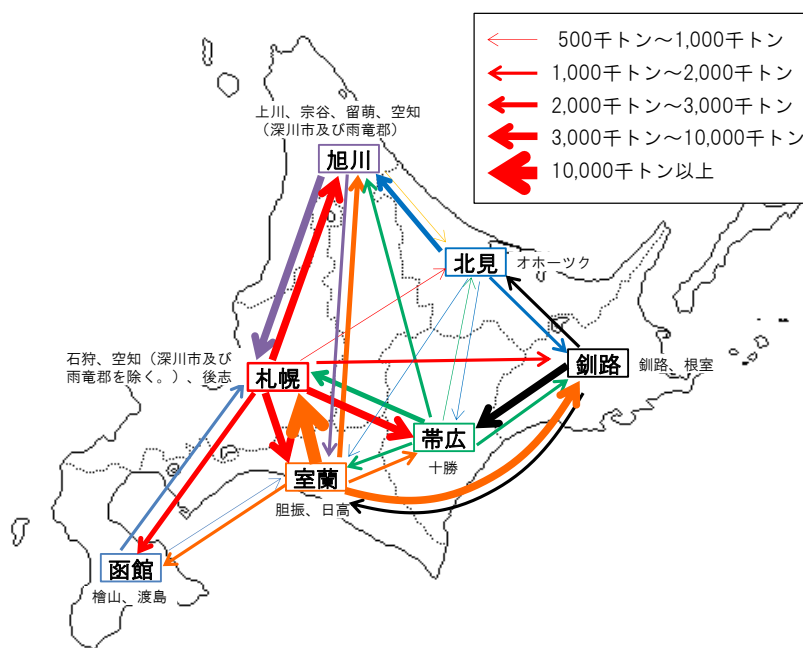 500千トン～1,000千トン
1,000千トン～2,000千トン
2,000千トン～3,000千トン
3,000千トン～10,000千トン
10,000千トン以上
上川、宗谷、留萌、空知
（深川市及び雨竜郡）
旭川
北見
オホーツク
石狩、空知（深川市及び
雨竜郡を除く。）、後志
札幌
釧路
釧路、根室
帯広
十勝
室蘭
胆振、日高
函館
檜山、渡島